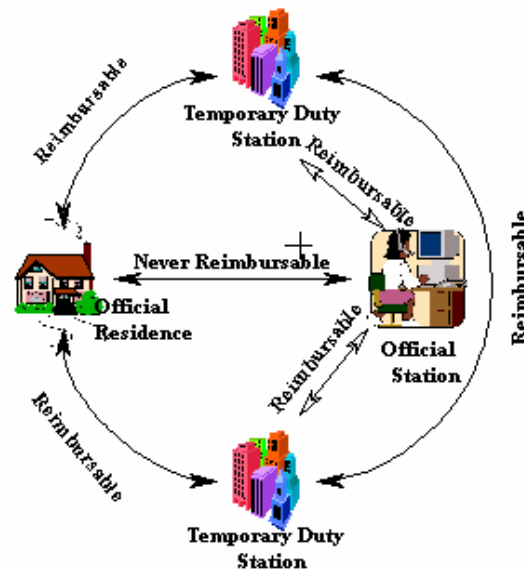 Reimbursable
Temporary Duty
Station
Reimbursable
Reimbursable
Never Reimbursable
Official
Residence
Official
Station
Reimbursable
Reimbursable
Temporary Duty
Station